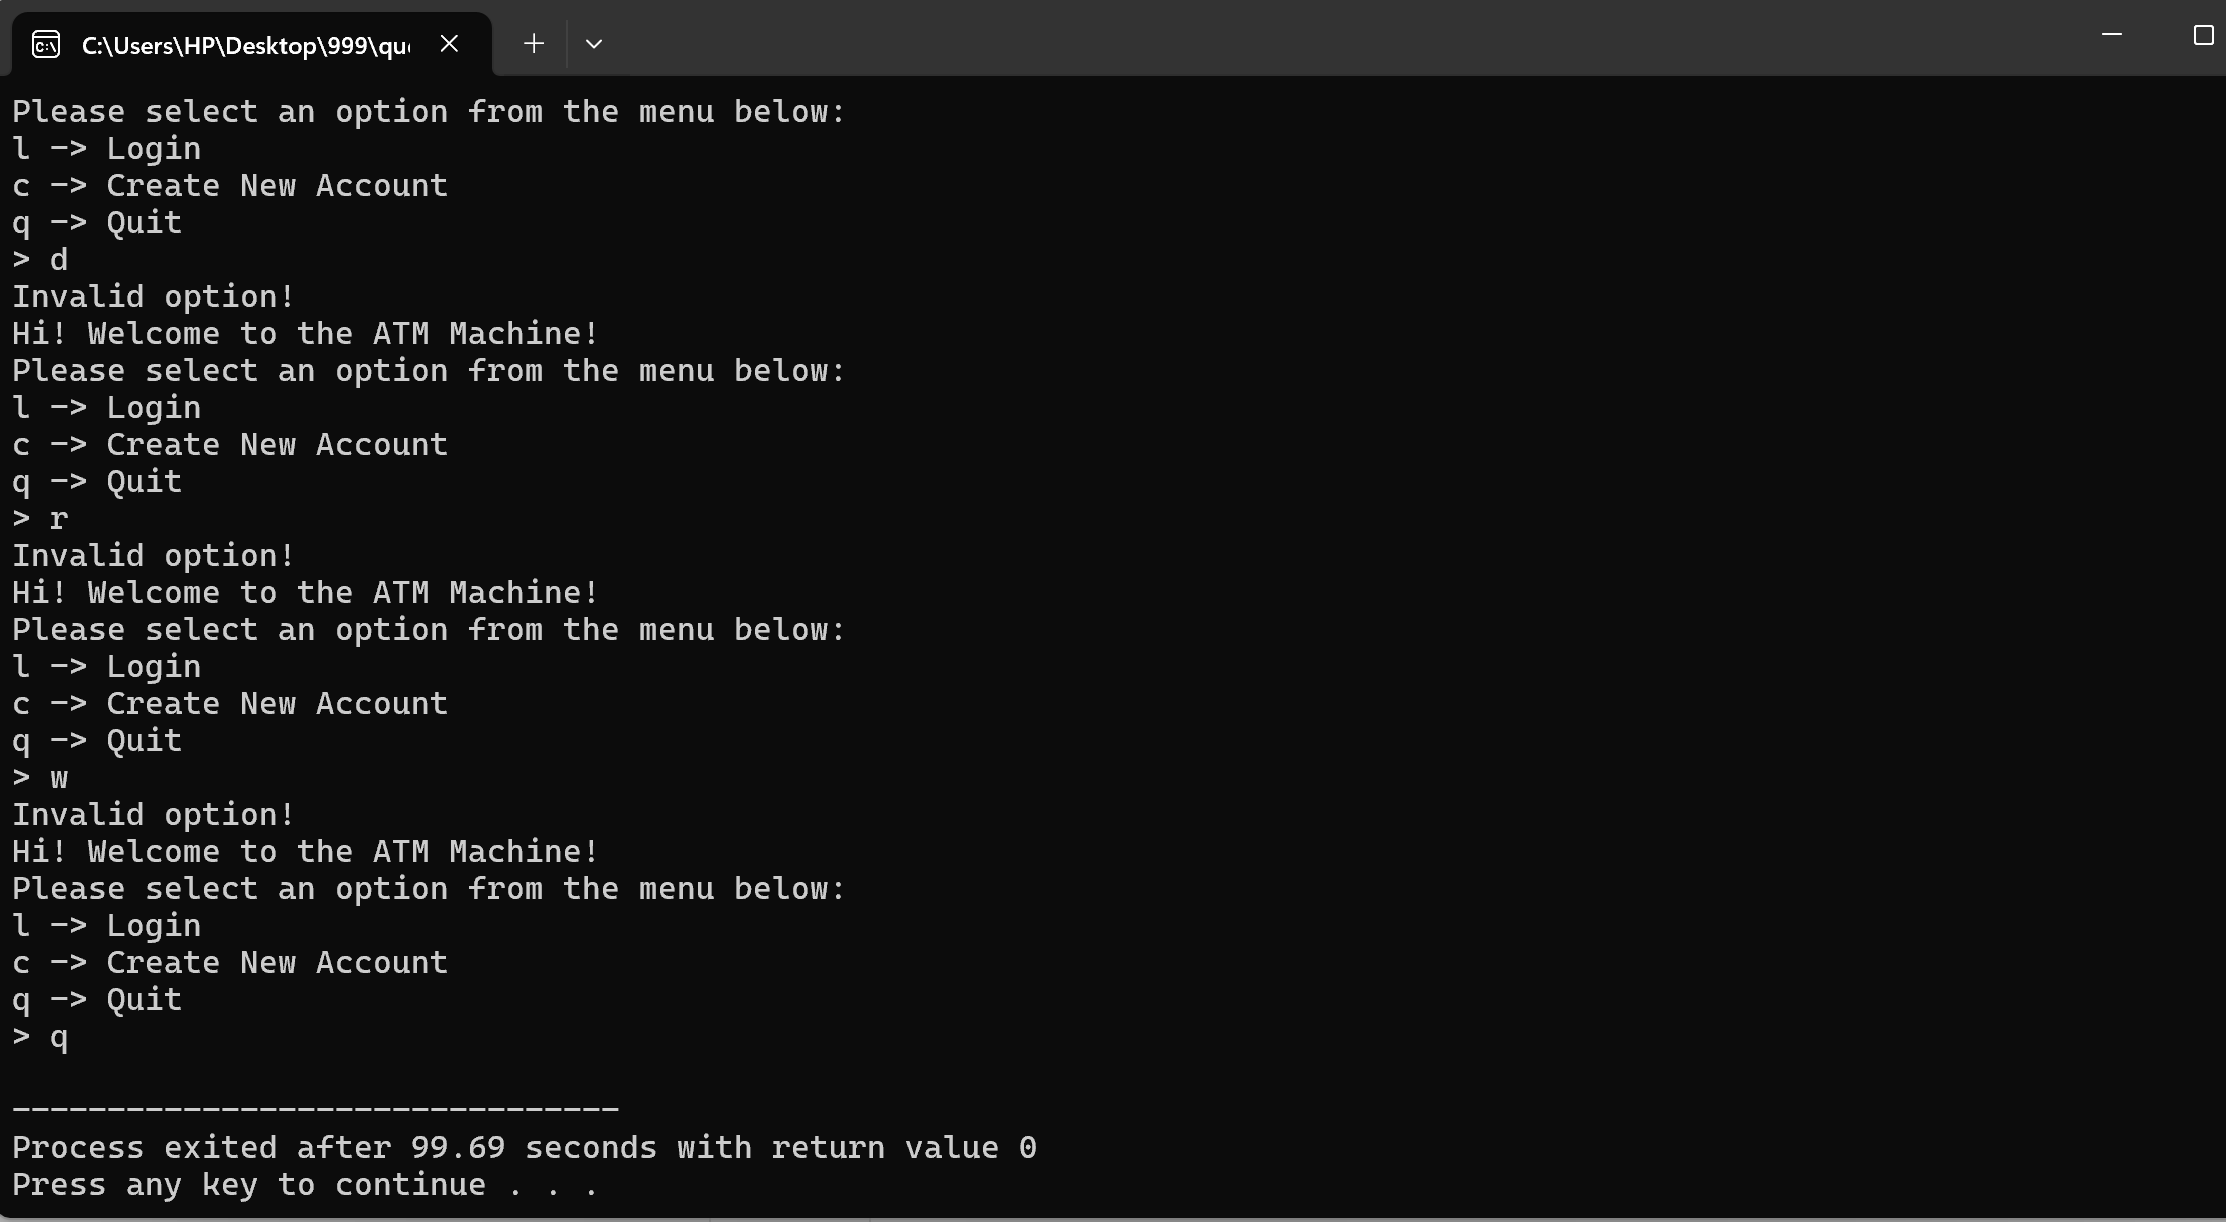 C:\Users\HP\Desktop\999\qu
Please select an option from the menu below:
l -> Login
c -> Create New Account
q -> Quit
> d
Invalid option!
Hi! Welcome to the ATM Machine!
Please select an option from the menu below:
l -> Login
c -> Create New Account
q -> Quit
> r
Invalid option!
Hi! Welcome to the ATM Machine!
Please select an option from the menu below:
l -> Login
c -> Create New Account
q -> Quit
> w
Invalid option!
Hi! Welcome to the ATM Machine!
Please select an option from the menu below:
l -> Login
c -> Create New Account
q -> Quit
> q
--------------------------------
Process exited after 99.69 seconds with return value 0
Press any key to continue . . .